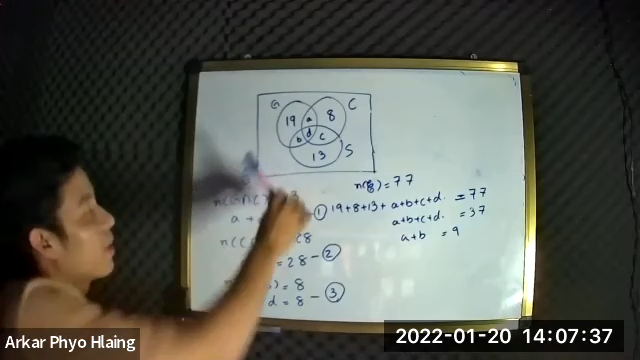 G
C
19
a
8
d
b
c
S
13
n(ξ) = 77
① 19+8+13+ a+b+c+d. = 77
a+b+c+d. = 37
a+b = 9
28
= 28 - ②
= 8
d = 8 - ③
Arkar Phyo Hlaing
2022-01-20 14:07:37